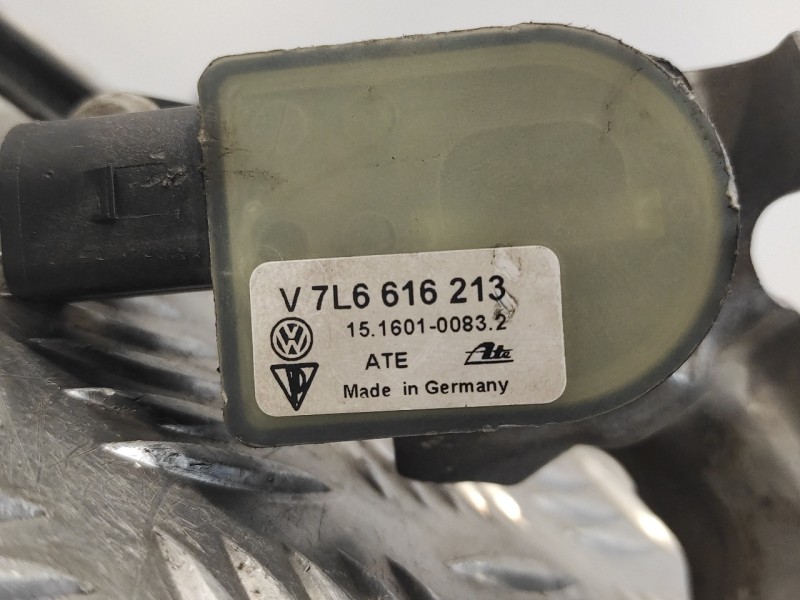 V 7L6 616 213
15.1601-0083.2
ATE Ate
Made in Germany